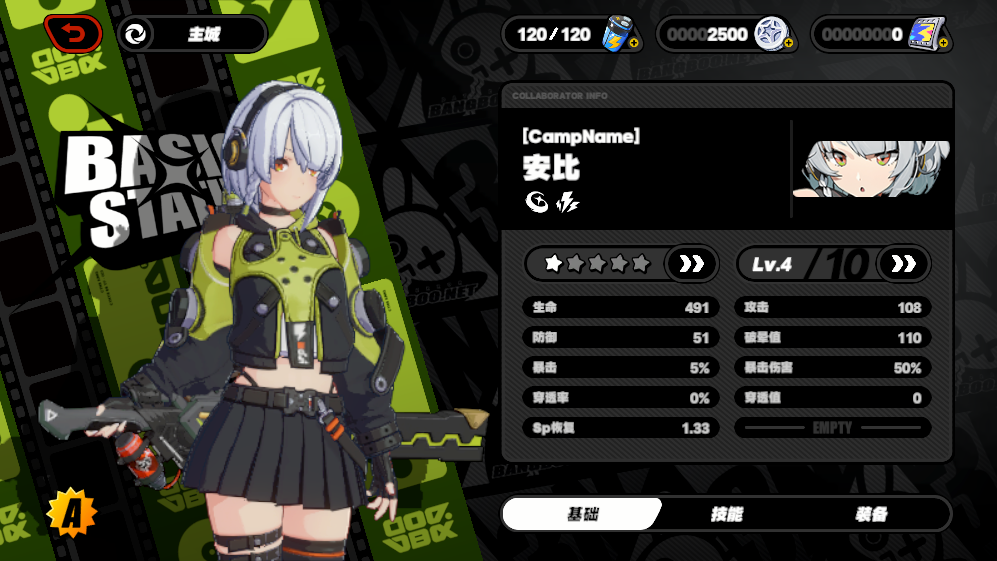 主城
120/120
00002500
00000000
COLLABORATOR INFO
[CampName]
安比
BASIC
STAT
Lv.4 /10
生命 491
攻击 108
防御 51
破晕值 110
暴击 5%
暴击伤害 50%
穿透率 0%
穿透值 0
Sp恢复 1.33
EMPTY
A
基础
技能
装备